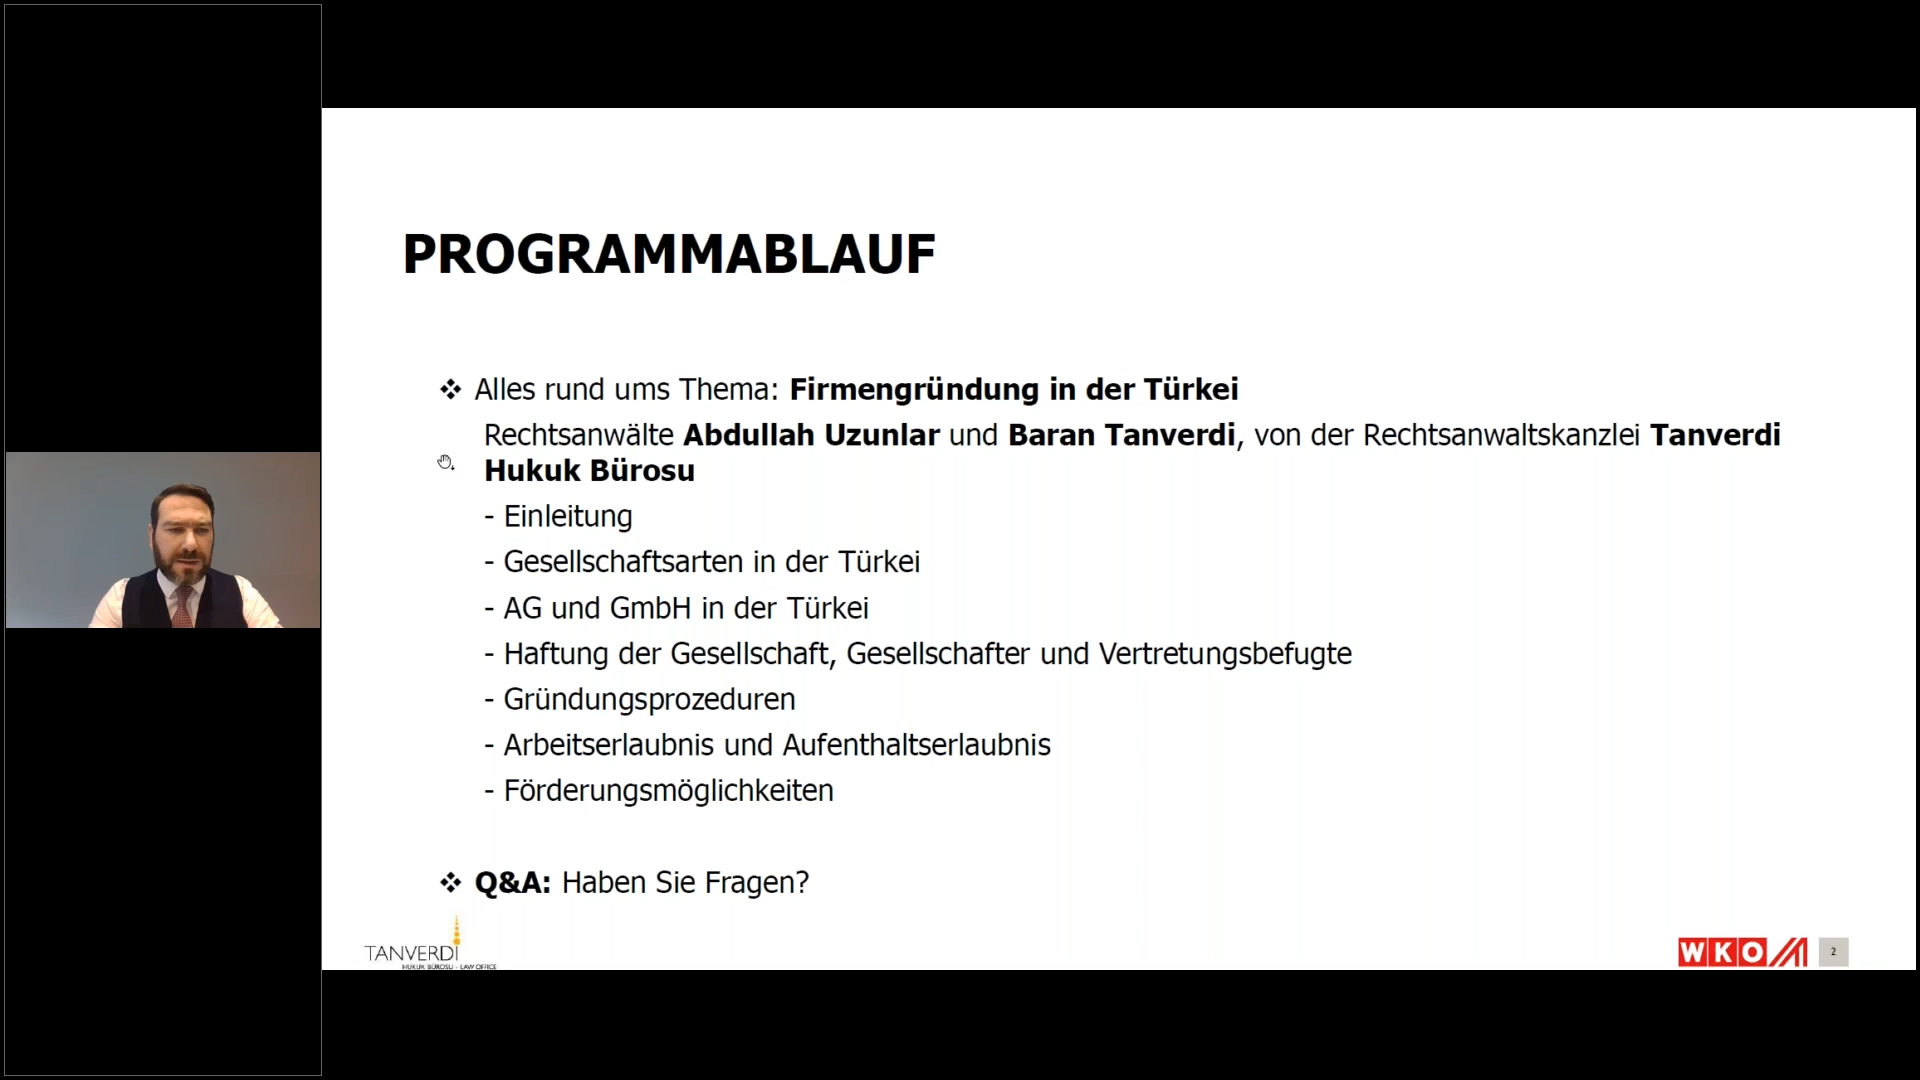 PROGRAMMABLAUF
❖ Alles rund ums Thema: Firmengründung in der Türkei
Rechtsanwälte Abdullah Uzunlar und Baran Tanverdi, von der Rechtsanwaltskanzlei Tanverdi
Hukuk Bürosu
- Einleitung
- Gesellschaftsarten in der Türkei
- AG und GmbH in der Türkei
- Haftung der Gesellschaft, Gesellschafter und Vertretungsbefugte
- Gründungsprozeduren
- Arbeitserlaubnis und Aufenthaltserlaubnis
- Förderungsmöglichkeiten
❖ Q&A: Haben Sie Fragen?
TANVERDİ
HUKUK BÜROSU - LAW OFFICE
WKO
2